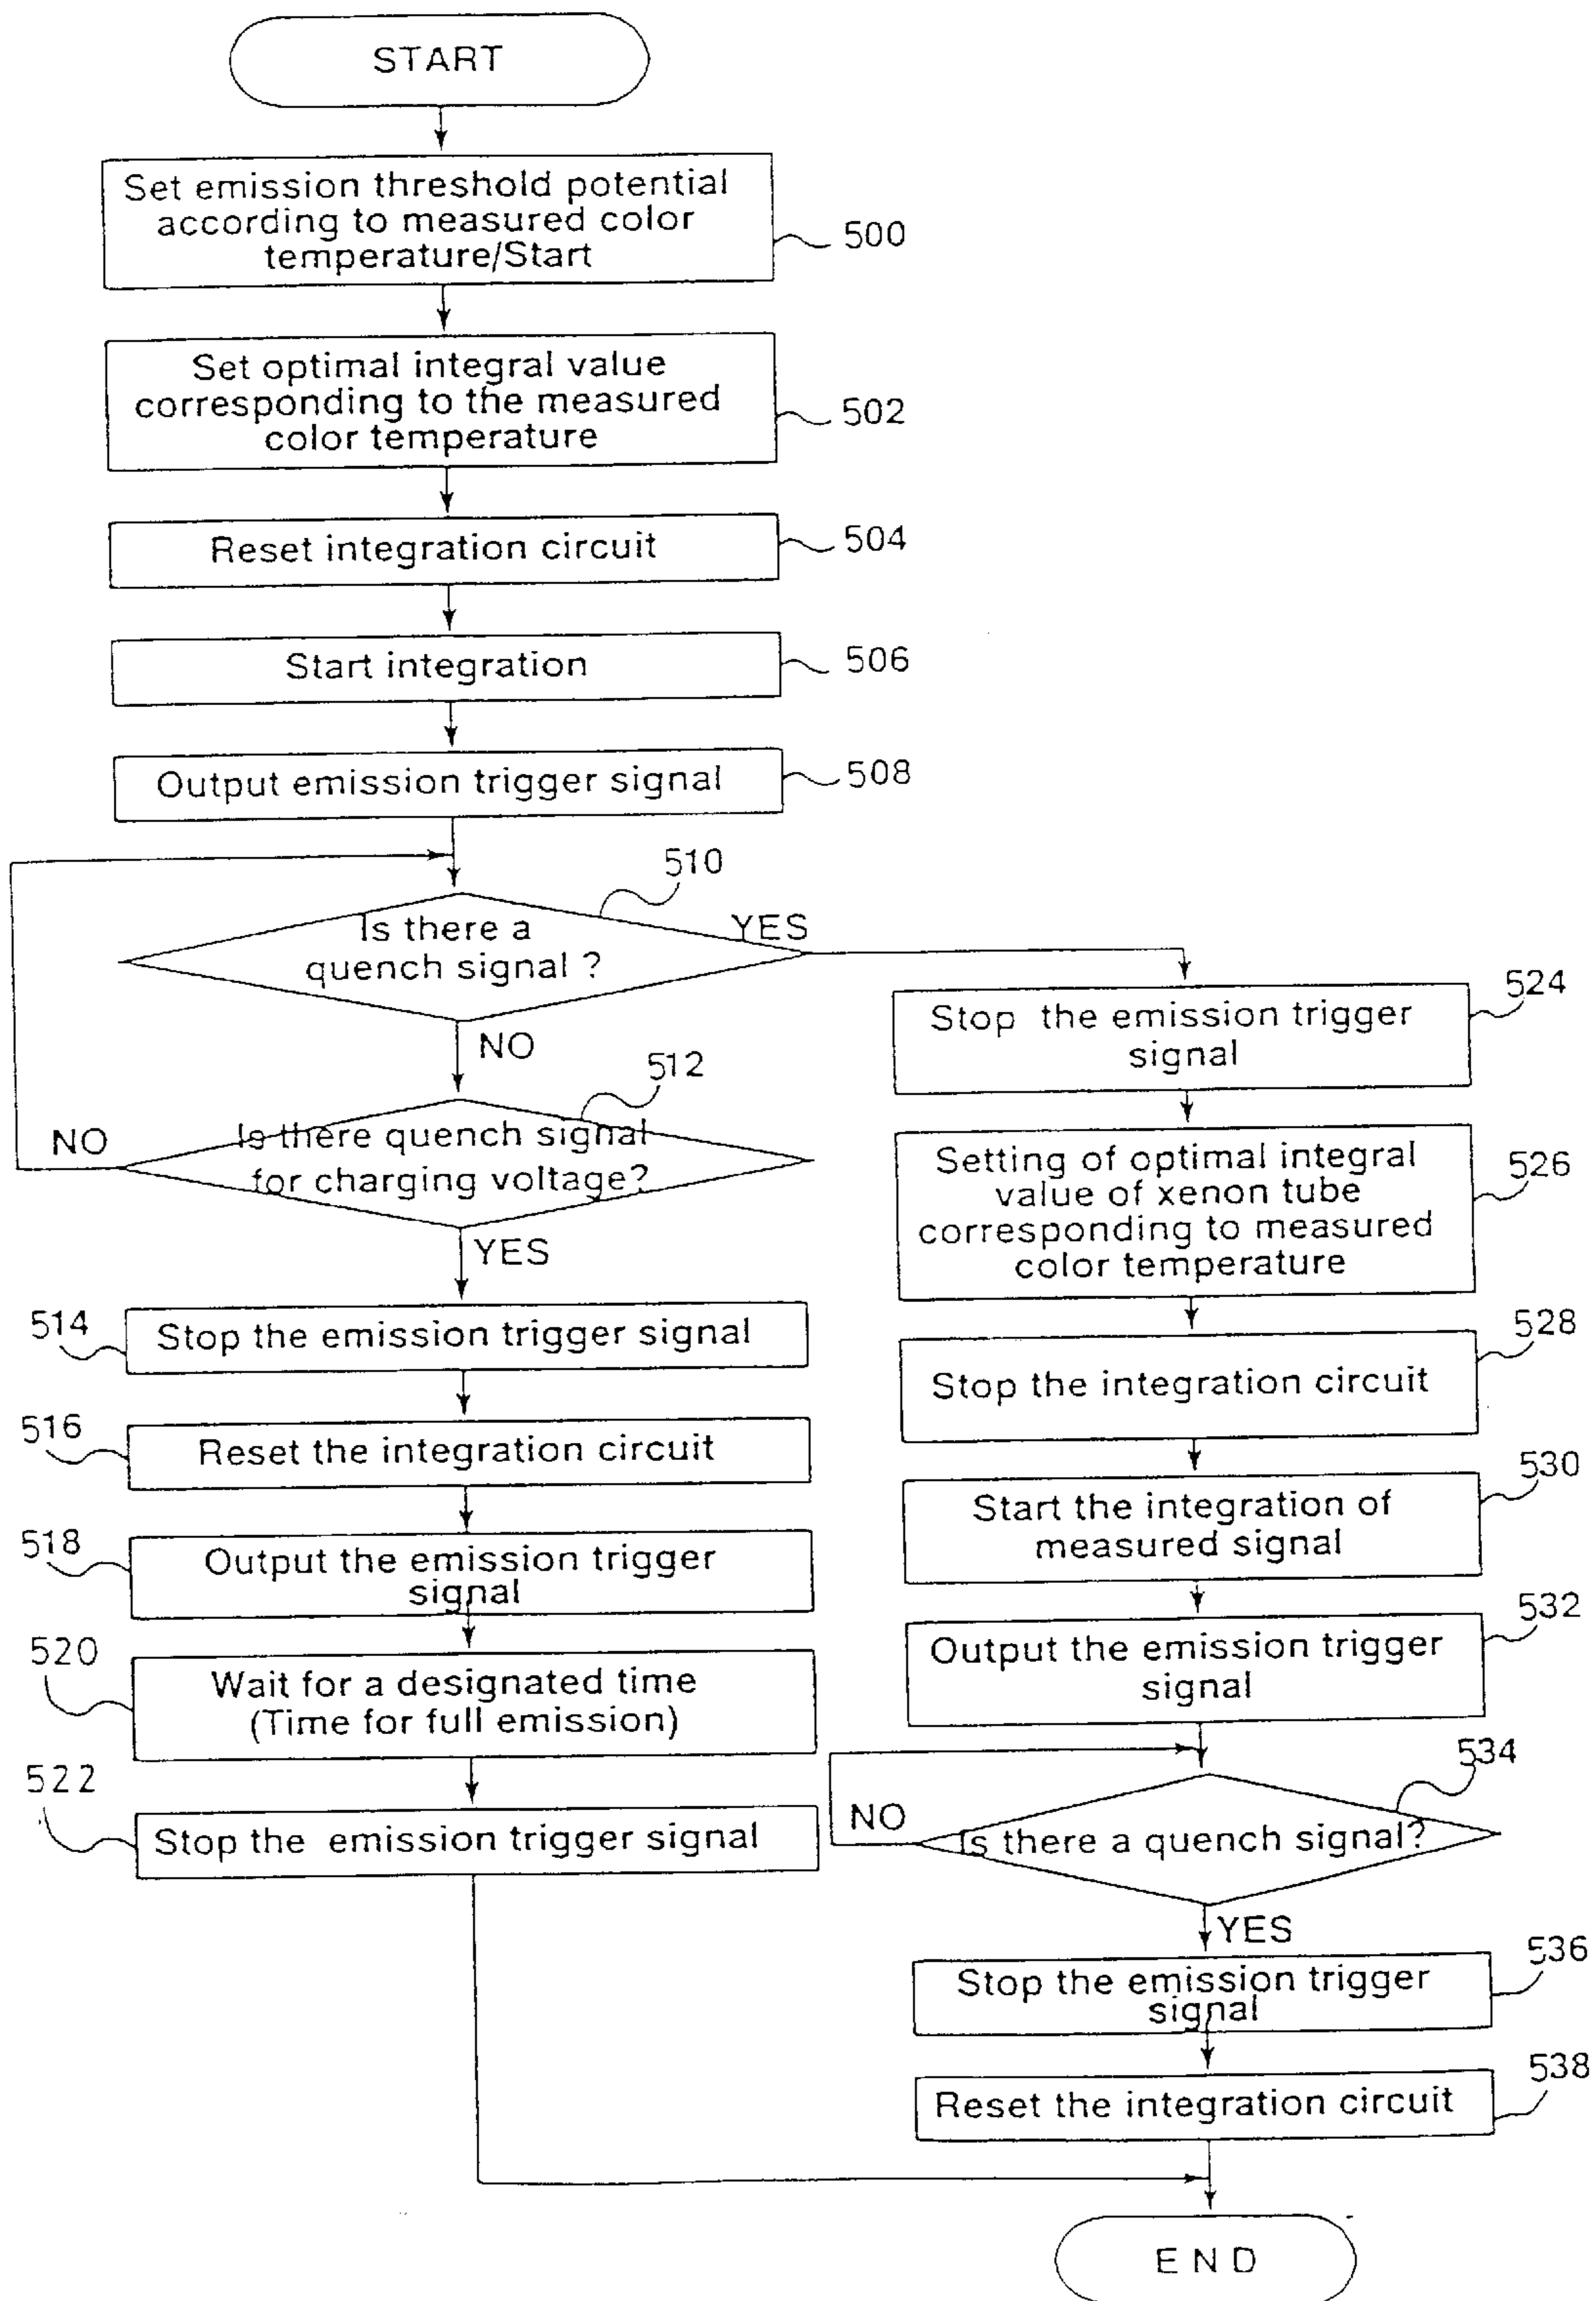 START
Set emission threshold potential
according to measured color
temperature/Start
500
Set optimal integral value
corresponding to the measured
color temperature
502
Reset integration circuit
504
Start integration
506
Output emission trigger signal
508
510
Is there a
quench signal ?
YES
NO
512
Is there quench signal
for charging voltage?
NO
YES
514
Stop the emission trigger signal
516
Reset the integration circuit
518
Output the emission trigger
signal
520
Wait for a designated time
(Time for full emission)
522
Stop the emission trigger signal
524
Stop the emission trigger
signal
526
Setting of optimal integral
value of xenon tube
corresponding to measured
color temperature
528
Stop the integration circuit
530
Start the integration of
measured signal
532
Output the emission trigger
signal
534
NO
Is there a quench signal?
YES
536
Stop the emission trigger
signal
538
Reset the integration circuit
END